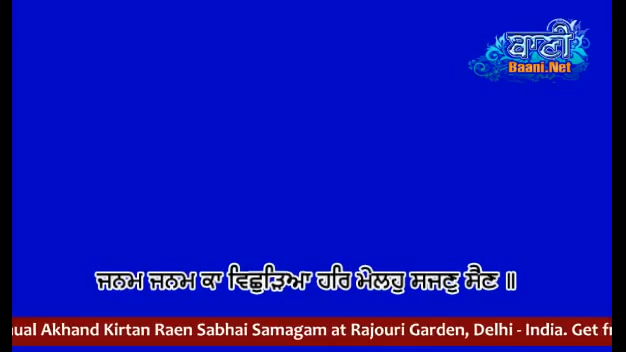 ਬਾਣੀ
Baani.Net
ਜਨਮ ਜਨਮ ਕਾ ਵਿਛੁੜਿਆ ਹਰਿ ਮੇਲਹੁ ਸਜਣੁ ਸੈਣ ॥
ual Akhand Kirtan Raen Sabhai Samagam at Rajouri Garden, Delhi - India. Get fr